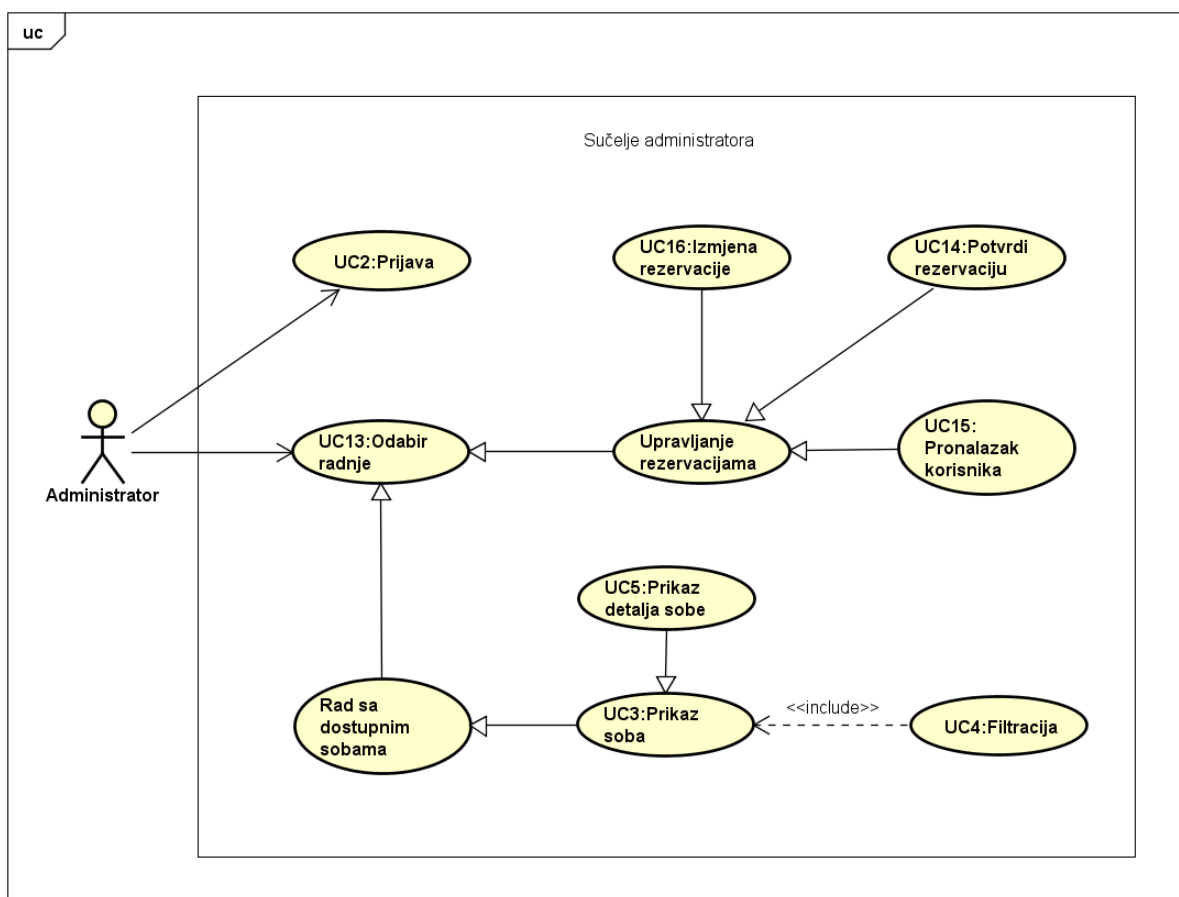 uc
Sučelje administratora
UC2:Prijava
UC16:Izmjena
rezervacije
UC14:Potvrdi
rezervaciju
Administrator
UC13:Odabir
radnje
Upravljanje
rezervacijama
UC15:
Pronalazak
korisnika
UC5:Prikaz
detalja sobe
Rad sa
dostupnim
sobama
UC3:Prikaz
soba
<<include>>
UC4:Filtracija